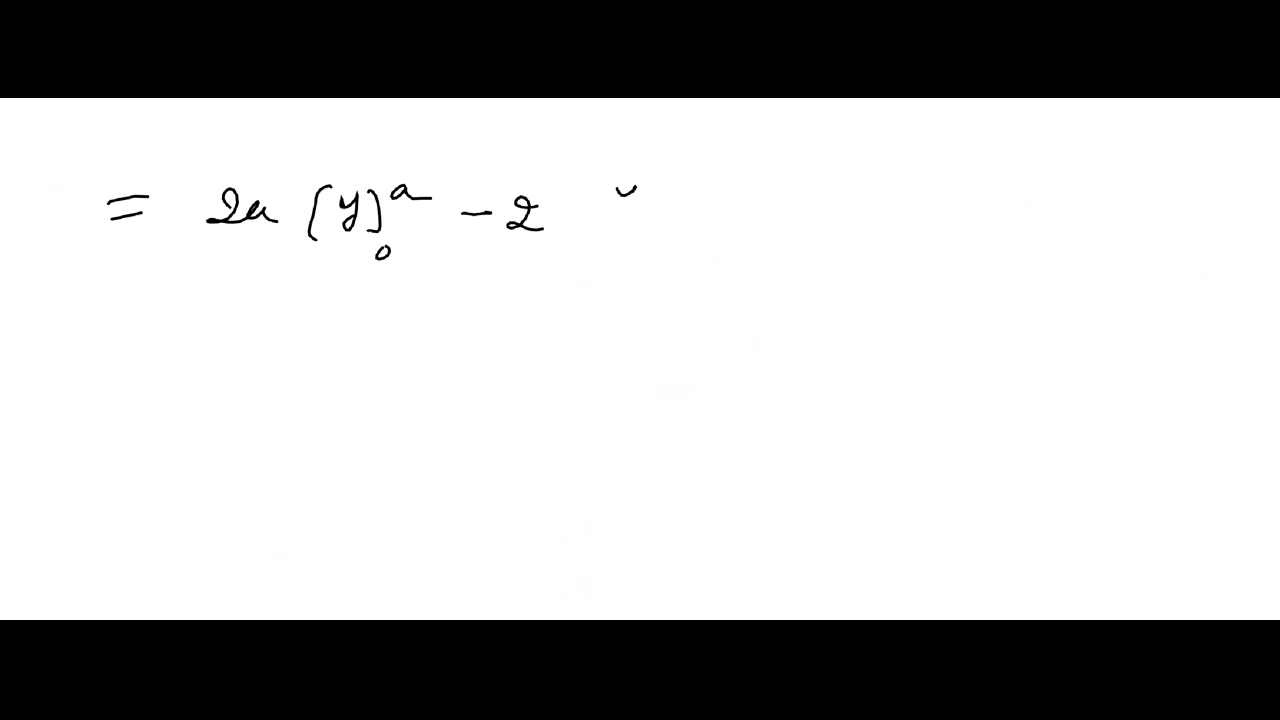 = 2a [y]₀ᵃ - 2